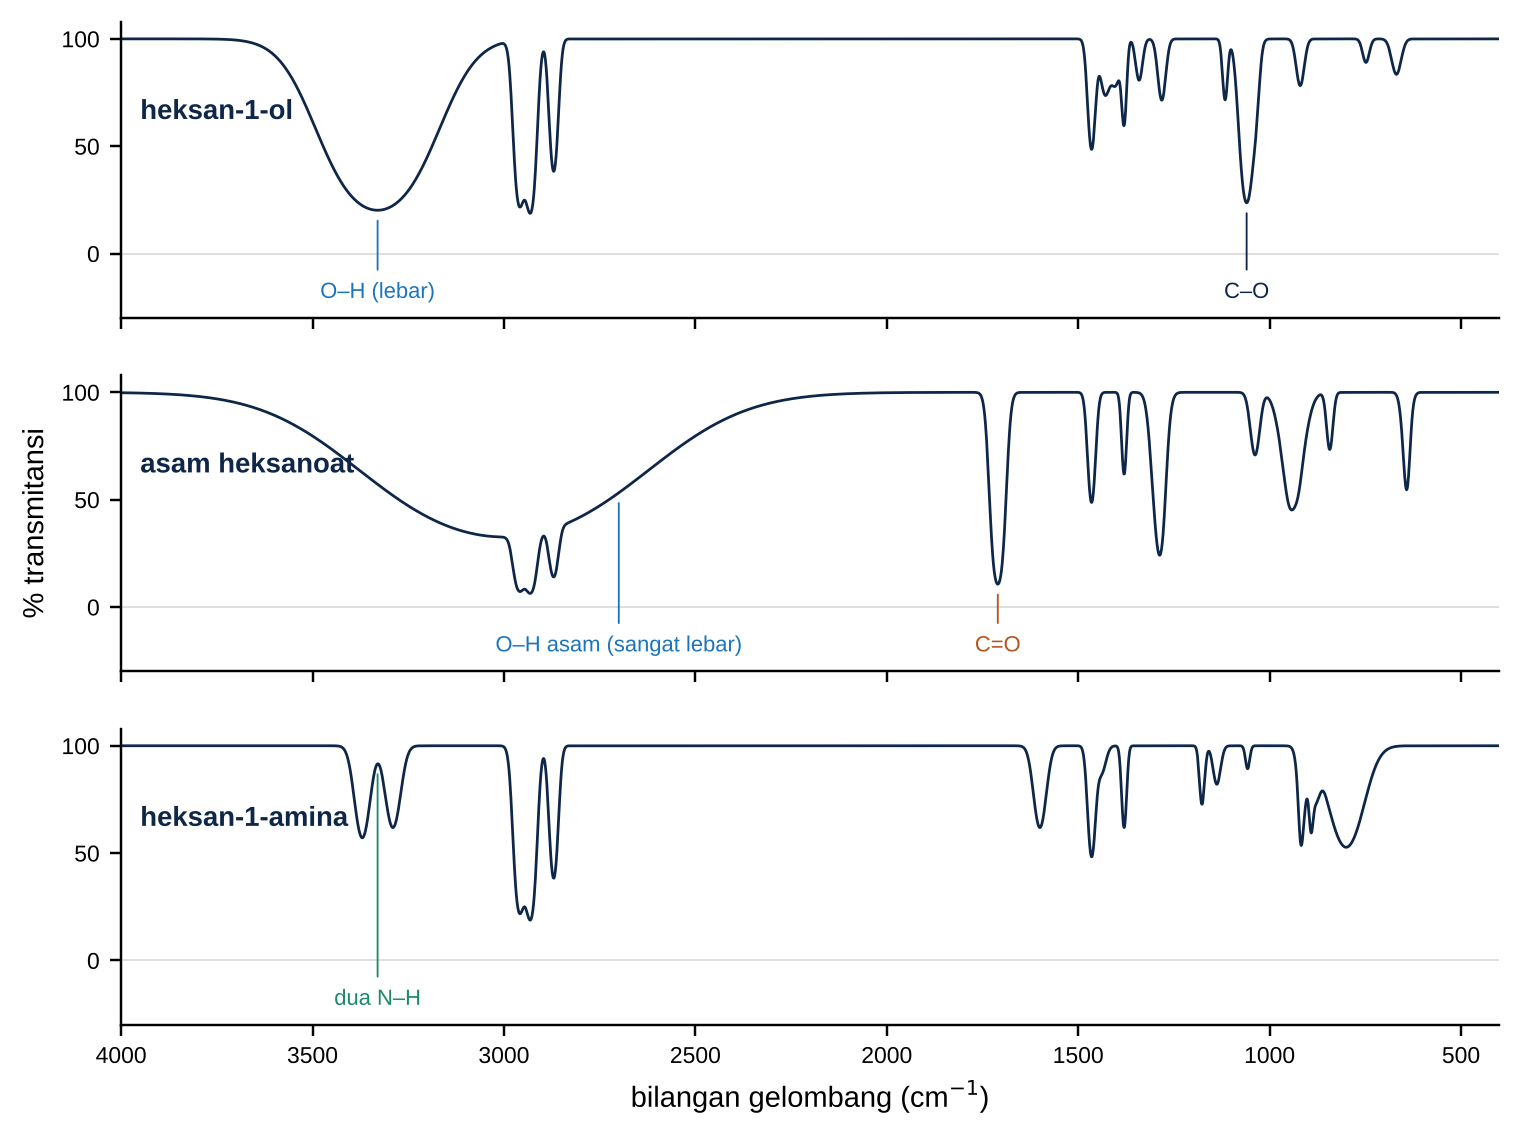 100
50
0
heksan-1-ol
O–H (lebar)
C–O
% transmitansi
100
50
0
asam heksanoat
O–H asam (sangat lebar)
C=O
100
50
0
heksan-1-amina
dua N–H
4000 3500 3000 2500 2000 1500 1000 500
bilangan gelombang (cm⁻¹)